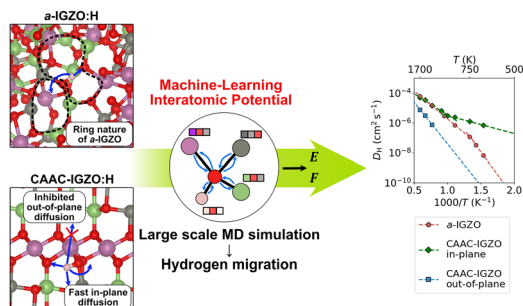 a-IGZO:H
Ring nature
of a-IGZO
CAAC-IGZO:H
Inhibited
out-of-plane
diffusion
Fast in-plane
diffusion
Machine-Learning
Interatomic Potential
E
F
Large scale MD simulation
↓
Hydrogen migration
T (K)
1700 750 500
10⁻⁴
10⁻⁶
10⁻⁸
10⁻¹⁰
D_H (cm² s⁻¹)
0.5 1.0 1.5 2.0
1000/T (K⁻¹)
a-IGZO
CAAC-IGZO
in-plane
CAAC-IGZO
out-of-plane